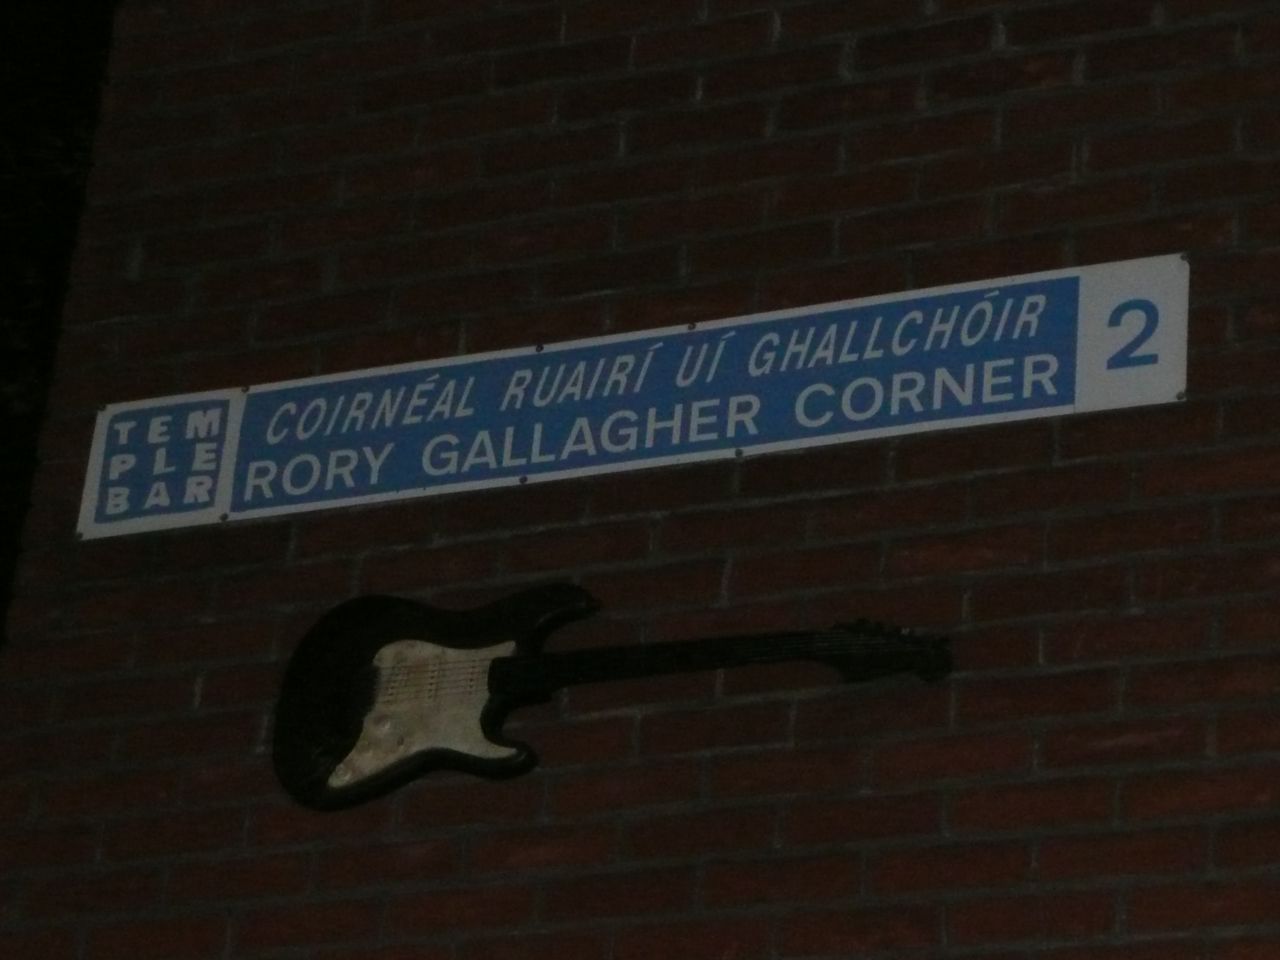 TEM
PLE
BAR
COIRNÉAL RUAIRÍ UÍ GHALLCHÓIR
RORY GALLAGHER CORNER
2